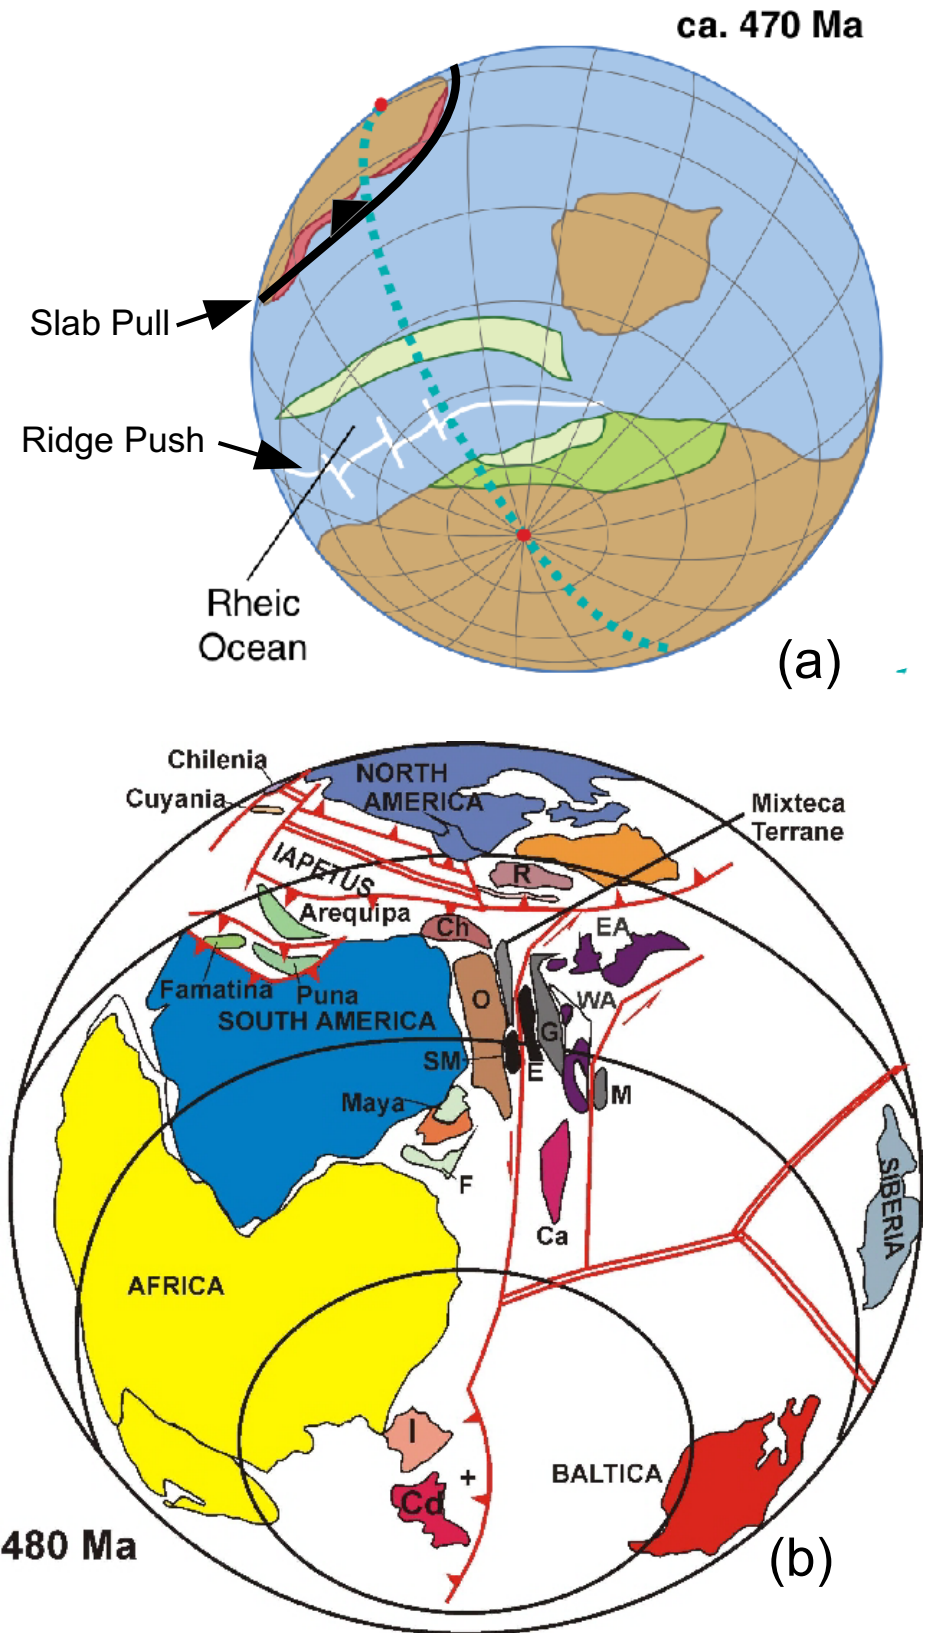 ca. 470 Ma
Slab Pull
Ridge Push
Rheic
Ocean
(a)
Chilenia
Cuyania
NORTH
AMERICA
Mixteca
Terrane
IAPETUS
R
Arequipa
Ch
EA
Famatina
Puna
SOUTH AMERICA
O
WA
G
SM
E
M
Maya
F
Ca
SIBERIA
AFRICA
I
+
BALTICA
Cd
480 Ma
(b)